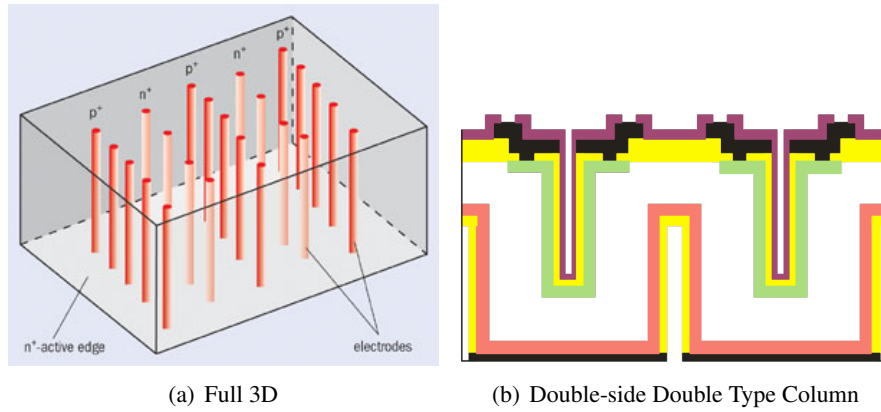 p⁺
n⁺
p⁺
n⁺
p⁺
n⁺-active edge
electrodes
(a) Full 3D
(b) Double-side Double Type Column